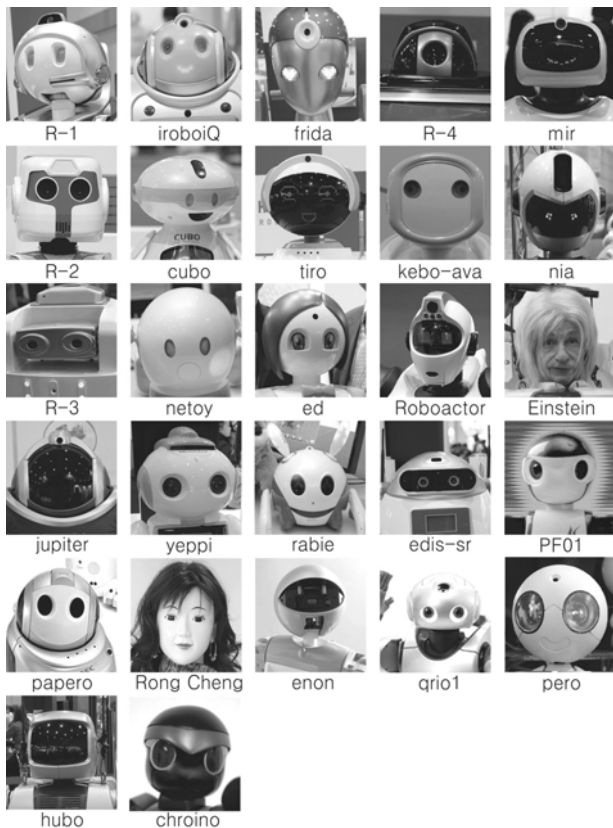 R-1 iroboiQ frida R-4 mir
CUBO
R-2 cubo tiro kebo-ava nia
R-3 netoy ed Roboactor Einstein
jupiter yeppi rabie edis-sr PF01
papero Rong Cheng enon qrio1 pero
hubo chroino